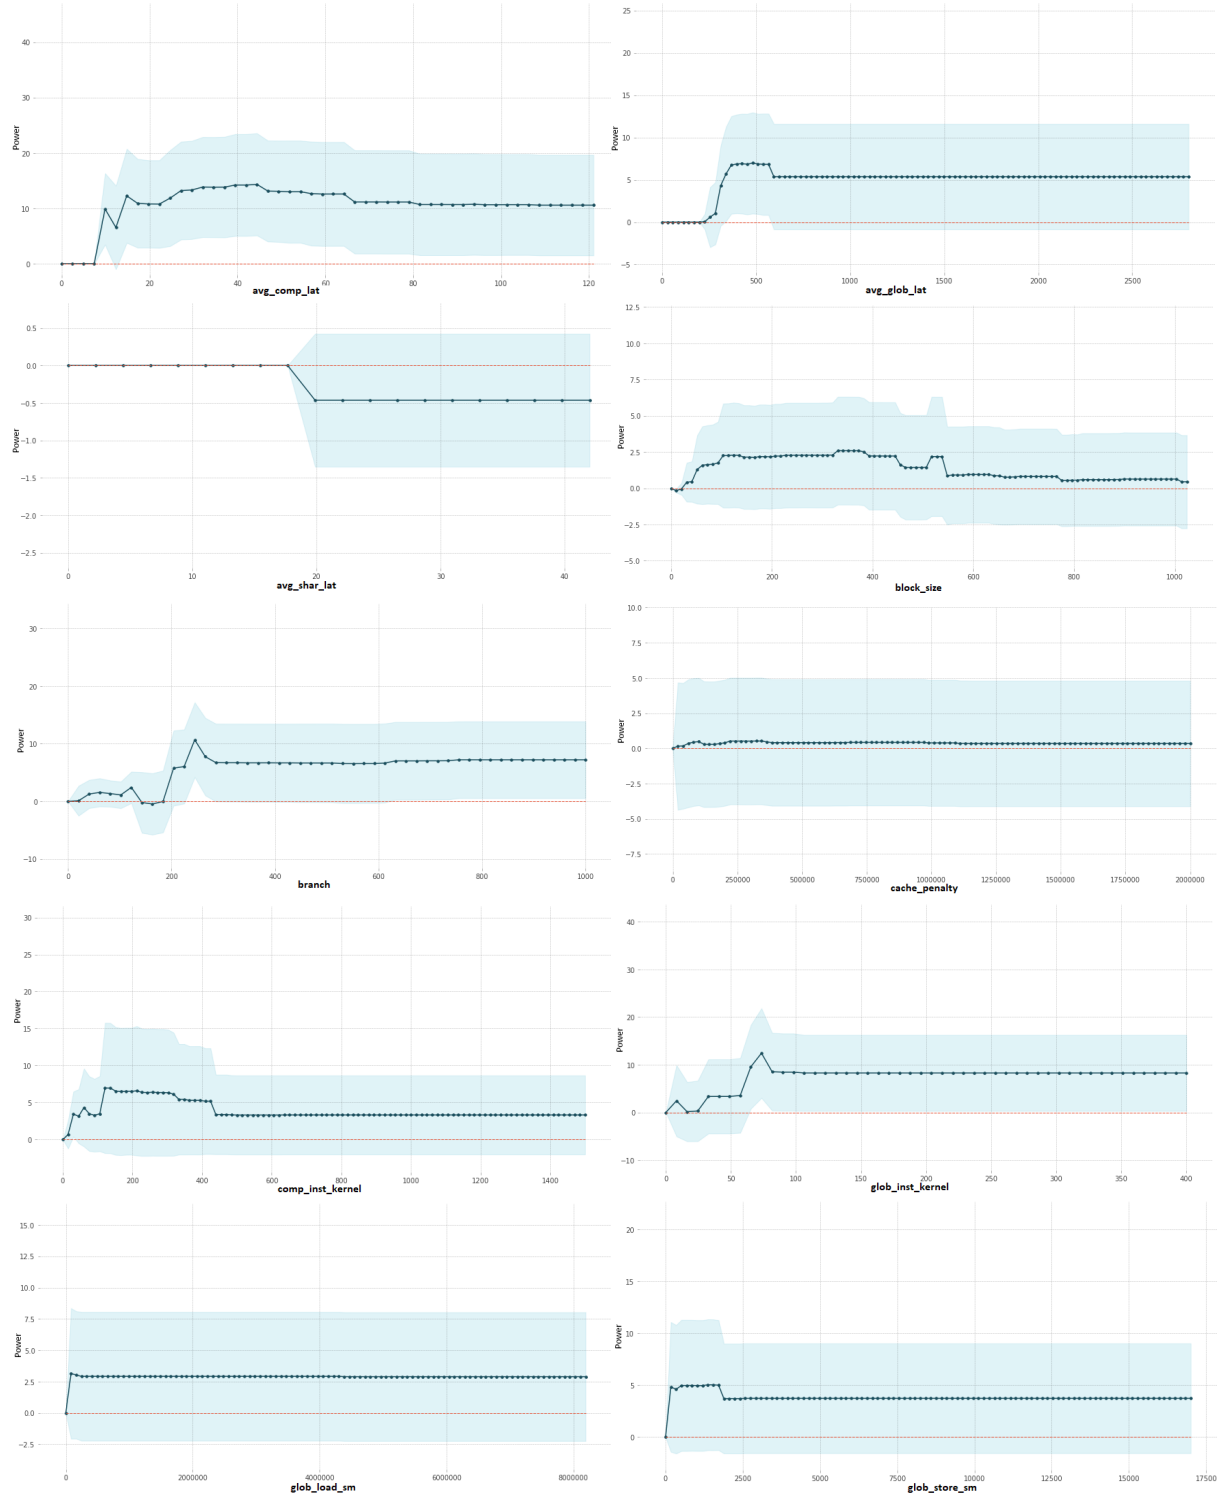 40
30
20
10
0
Power
0 20 40 60 80 100 120
avg_comp_lat
25
20
15
10
5
0
−5
Power
0 500 1000 1500 2000 2500
avg_glob_lat
0.5
0.0
−0.5
−1.0
−1.5
−2.0
−2.5
Power
0 10 20 30 40
avg_shar_lat
12.5
10.0
7.5
5.0
2.5
0.0
−2.5
−5.0
Power
0 200 400 600 800 1000
block_size
30
20
10
0
−10
Power
0 200 400 600 800 1000
branch
10.0
7.5
5.0
2.5
0.0
−2.5
−5.0
−7.5
Power
0 250000 500000 750000 1000000 1250000 1500000 1750000 2000000
cache_penalty
30
25
20
15
10
5
0
Power
0 200 400 600 800 1000 1200 1400
comp_inst_kernel
40
30
20
10
0
−10
Power
0 50 100 150 200 250 300 350 400
glob_inst_kernel
15.0
12.5
10.0
7.5
5.0
2.5
0.0
−2.5
Power
0 2000000 4000000 6000000 8000000
glob_load_sm
20
15
10
5
0
Power
0 2500 5000 7500 10000 12500 15000 17500
glob_store_sm